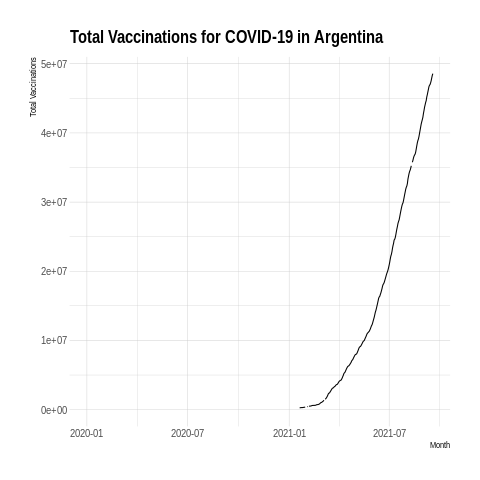 Total Vaccinations for COVID-19 in Argentina
Total Vaccinations
5e+07
4e+07
3e+07
2e+07
1e+07
0e+00
2020-01 2020-07 2021-01 2021-07
Month